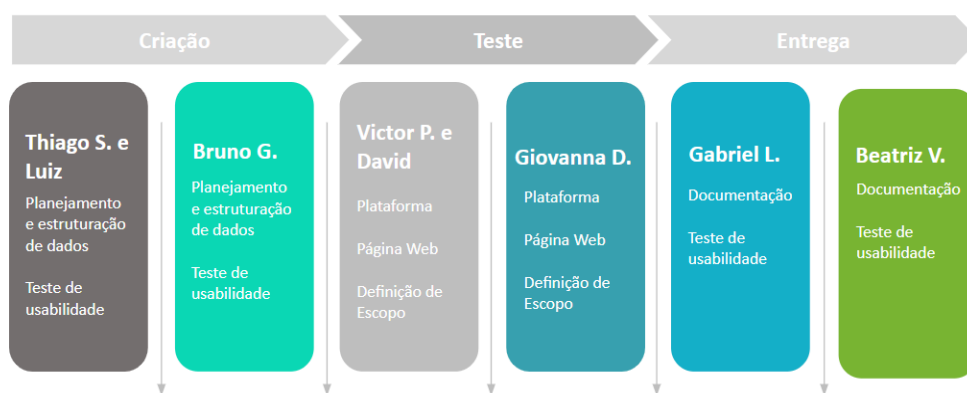 Criação
Teste
Entrega
Thiago S. e
Luiz
Planejamento
e estruturação
de dados
Teste de
usabilidade
Bruno G.
Planejamento
e estruturação
de dados
Teste de
usabilidade
Victor P. e
David
Plataforma
Página Web
Definição de
Escopo
Giovanna D.
Plataforma
Página Web
Definição de
Escopo
Gabriel L.
Documentação
Teste de
usabilidade
Beatriz V.
Documentação
Teste de
usabilidade